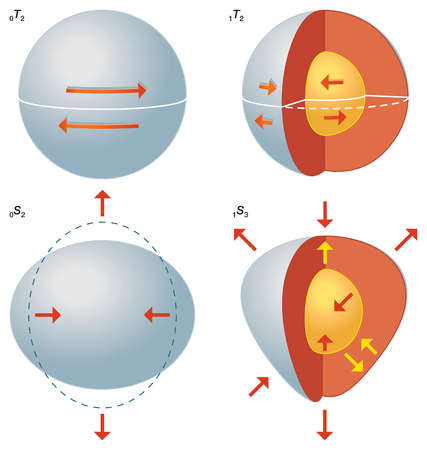 ₀T₂
₁T₂
₀S₂
₁S₃